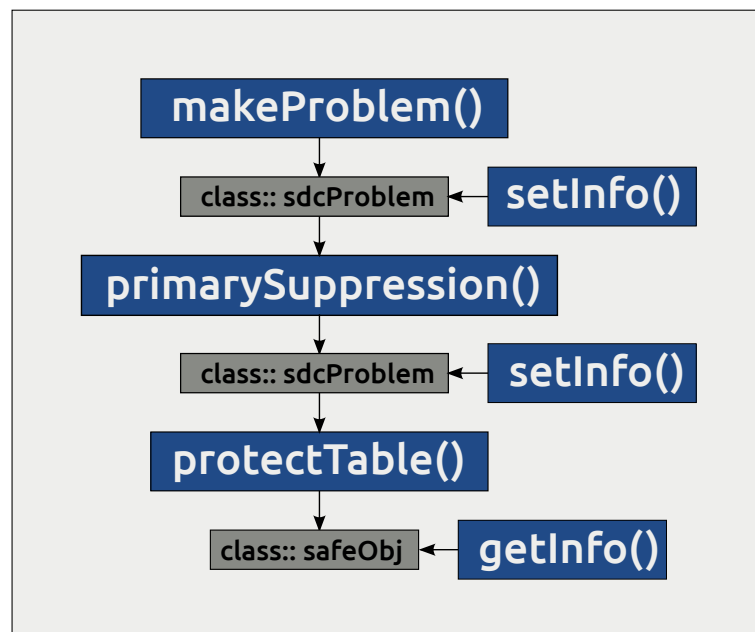 makeProblem()
class:: sdcProblem
setInfo()
primarySuppression()
class:: sdcProblem
setInfo()
protectTable()
class:: safeObj
getInfo()